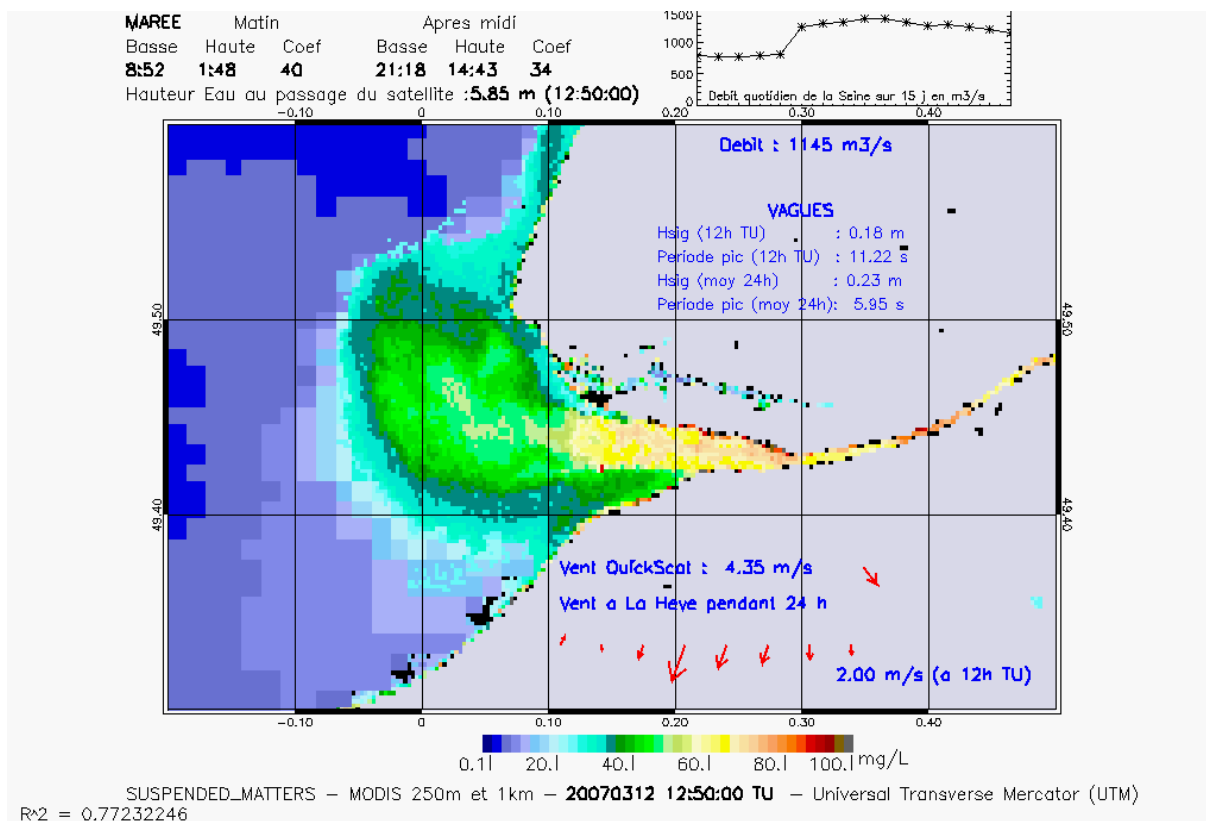 MAREE Matin Apres midi
Basse Haute Coef Basse Haute Coef
8:52 1:48 40 21:18 14:43 34
Hauteur Eau au passage du satellite :5.85 m (12:50:00)
1500
1000
500
0
Debit quotidien de la Seine sur 15 j en m3/s
-0.10 0 0.10 0.20 0.30 0.40
Debit : 1145 m3/s
VAGUES
Hsig (12h TU) : 0.18 m
Periode pic (12h TU) : 11.22 s
Hsig (moy 24h) : 0.23 m
Periode pic (moy 24h): 5.95 s
49.50 49.50
49.40 49.40
Vent QuickScat : 4.35 m/s
Vent a La Heve pendant 24 h
2.00 m/s (a 12h TU)
-0.10 0 0.10 0.20 0.30 0.40
0.1 20.1 40.1 60.1 80.1 100.1 mg/L
SUSPENDED_MATTERS - MODIS 250m et 1km - 20070312 12:50:00 TU - Universal Transverse Mercator (UTM)
R^2 = 0.77232246